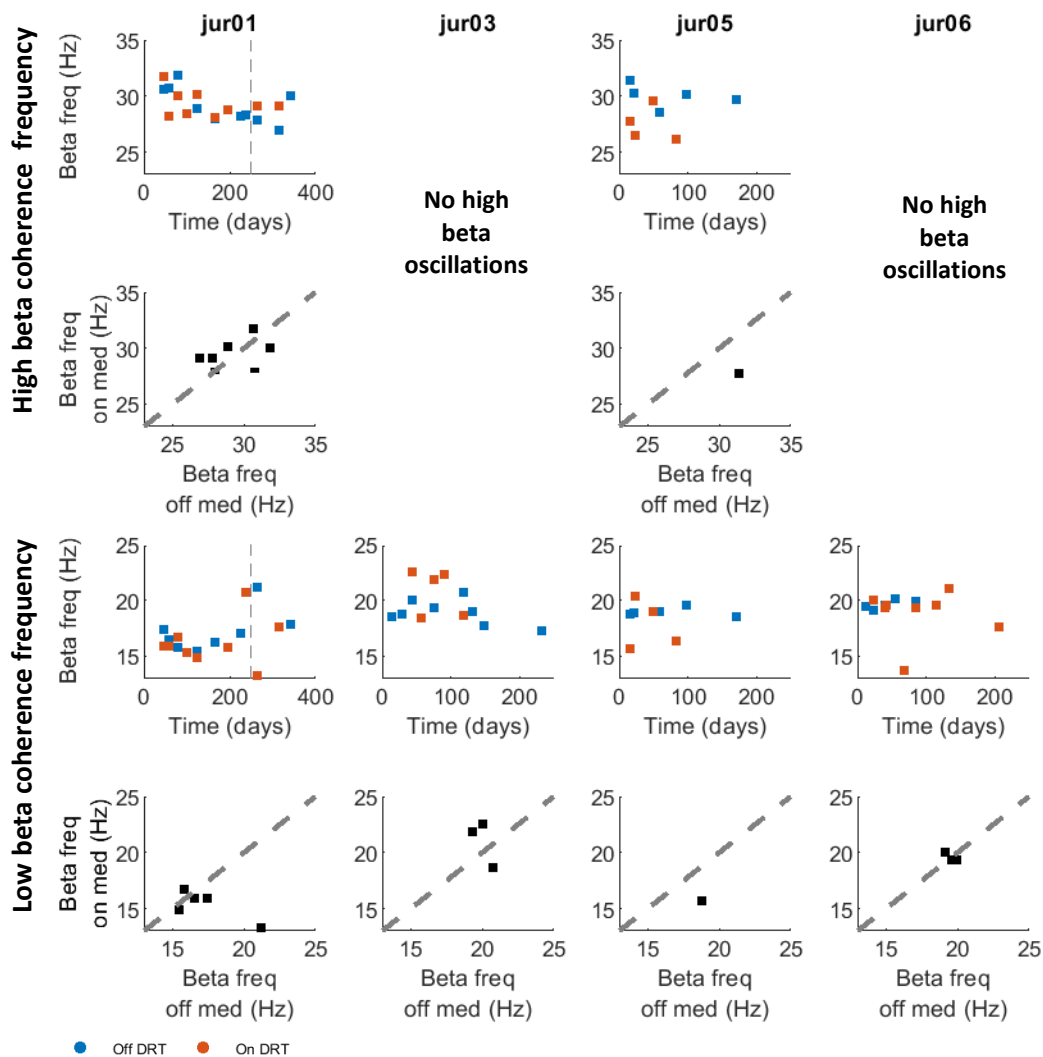 jur01 jur03 jur05 jur06
High beta coherence frequency
Beta freq (Hz)
35
30
25
0 200 400
Time (days)
35
30
25
0 100 200
Time (days)
No high
beta
oscillations
No high
beta
oscillations
Beta freq
on med (Hz)
35
30
25
25 30 35
Beta freq
off med (Hz)
35
30
25
25 30 35
Beta freq
off med (Hz)
Low beta coherence frequency
Beta freq (Hz)
25
20
15
0 200 400
Time (days)
25
20
15
0 100 200
Time (days)
25
20
15
0 100 200
Time (days)
25
20
15
0 100 200
Time (days)
Beta freq
on med (Hz)
25
20
15
15 20 25
Beta freq
off med (Hz)
25
20
15
15 20 25
Beta freq
off med (Hz)
25
20
15
15 20 25
Beta freq
off med (Hz)
25
20
15
15 20 25
Beta freq
off med (Hz)
Off DRT On DRT